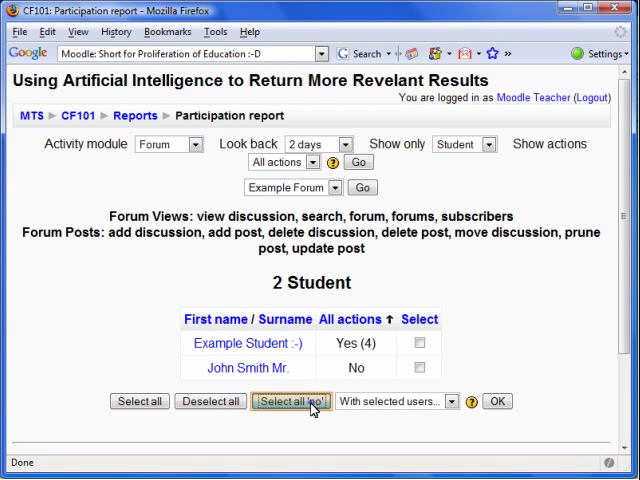 CF101: Participation report - Mozilla Firefox
File Edit View History Bookmarks Tools Help
Google Moodle: Short for Proliferation of Education :-D Search Settings
Using Artificial Intelligence to Return More Revelant Results
You are logged in as Moodle Teacher (Logout)
MTS ► CF101 ► Reports ► Participation report
Activity module Forum Look back 2 days Show only Student Show actions
All actions ? Go
Example Forum Go
Forum Views: view discussion, search, forum, forums, subscribers
Forum Posts: add discussion, add post, delete discussion, delete post, move discussion, prune
post, update post
2 Student
First name / Surname All actions ↑ Select
Example Student :-) Yes (4)
John Smith Mr. No
Select all Deselect all Select all 'no' With selected users... ? OK
Done